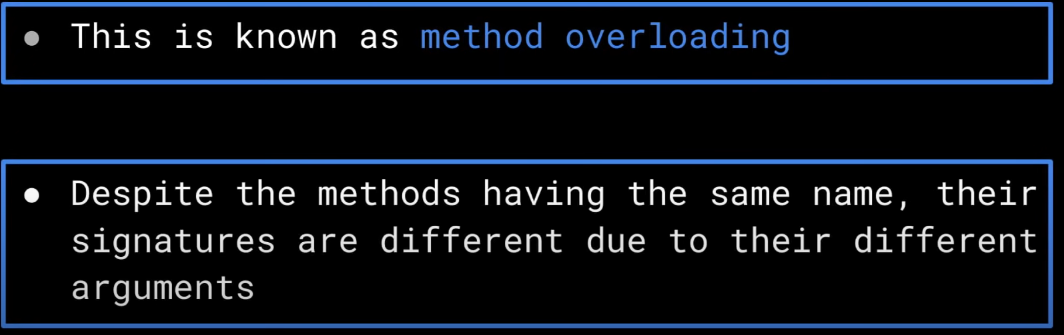 ● This is known as method overloading
● Despite the methods having the same name, their
signatures are different due to their different
arguments